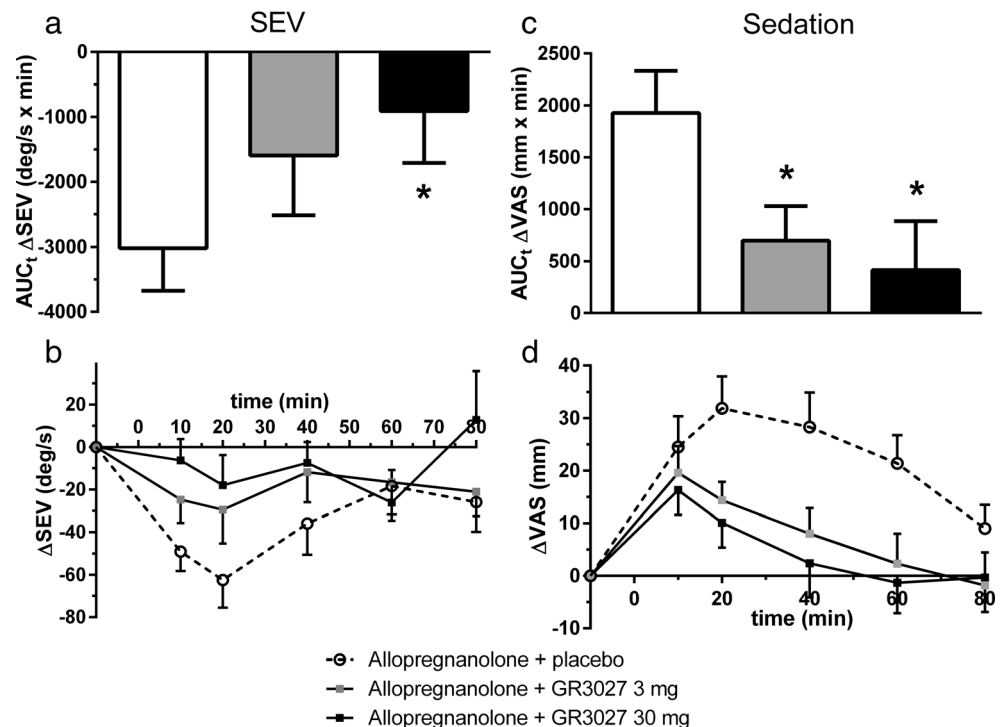 a
SEV
AUCt ΔSEV (deg/s x min)
0
-1000
-2000
-3000
-4000
*
c
Sedation
AUCt ΔVAS (mm x min)
2500
2000
1500
1000
500
0
*
*
b
ΔSEV (deg/s)
20
0
-20
-40
-60
-80
time (min)
0 10 20 30 40 50 60 70 80
d
ΔVAS (mm)
40
30
20
10
0
-10
0 20 40 60 80
time (min)
Allopregnanolone + placebo
Allopregnanolone + GR3027 3 mg
Allopregnanolone + GR3027 30 mg